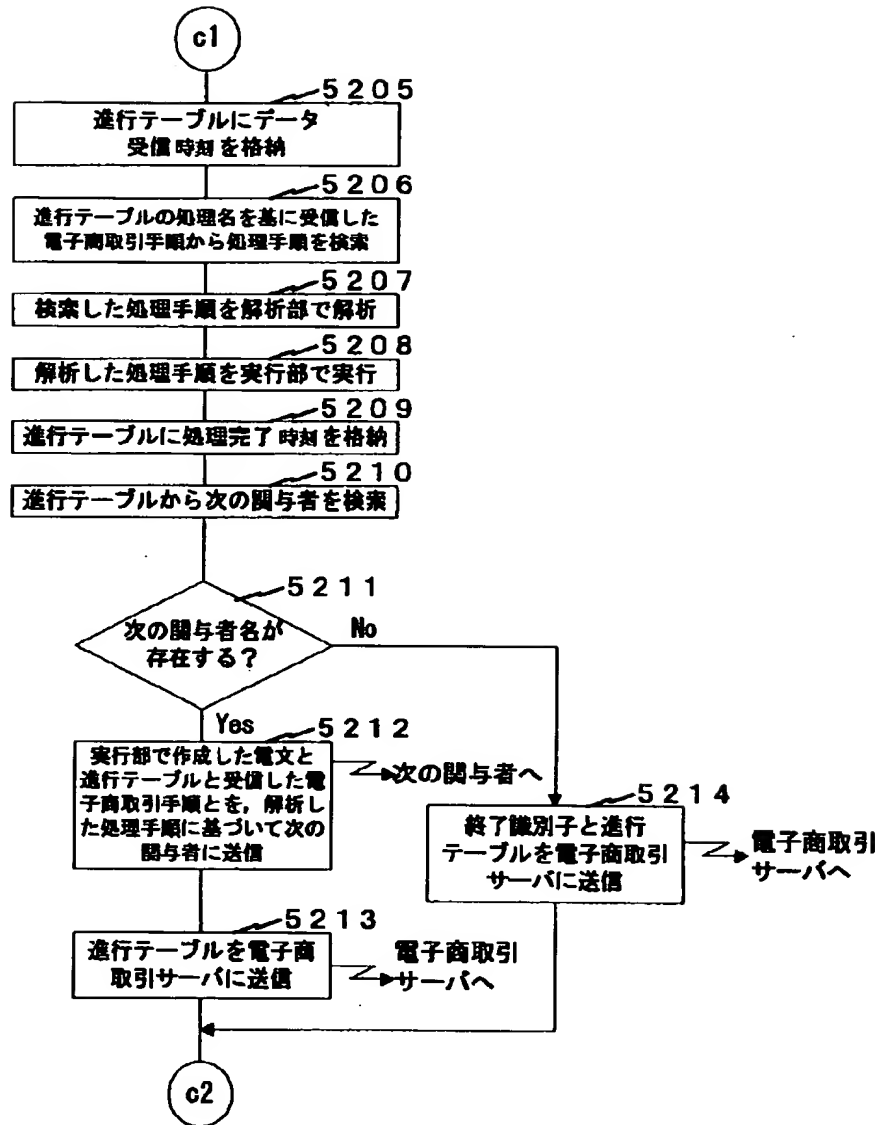 c1
5205
進行テーブルにデータ
受信時刻を格納
5206
進行テーブルの処理名を基に受信した
電子商取引手順から処理手順を検索
5207
検索した処理手順を解析部で解析
5208
解析した処理手順を実行部で実行
5209
進行テーブルに処理完了時刻を格納
5210
進行テーブルから次の関与者を検索
5211
次の関与者名が
存在する?
No
Yes
5212
実行部で作成した電文と
進行テーブルと受信した電
子商取引手順とを,解析し
た処理手順に基づいて次の
関与者に送信
次の関与者へ
5214
終了識別子と進行
テーブルを電子商取引
サーバに送信
電子商取引
サーバへ
5213
進行テーブルを電子商
取引サーバに送信
電子商取引
サーバへ
c2